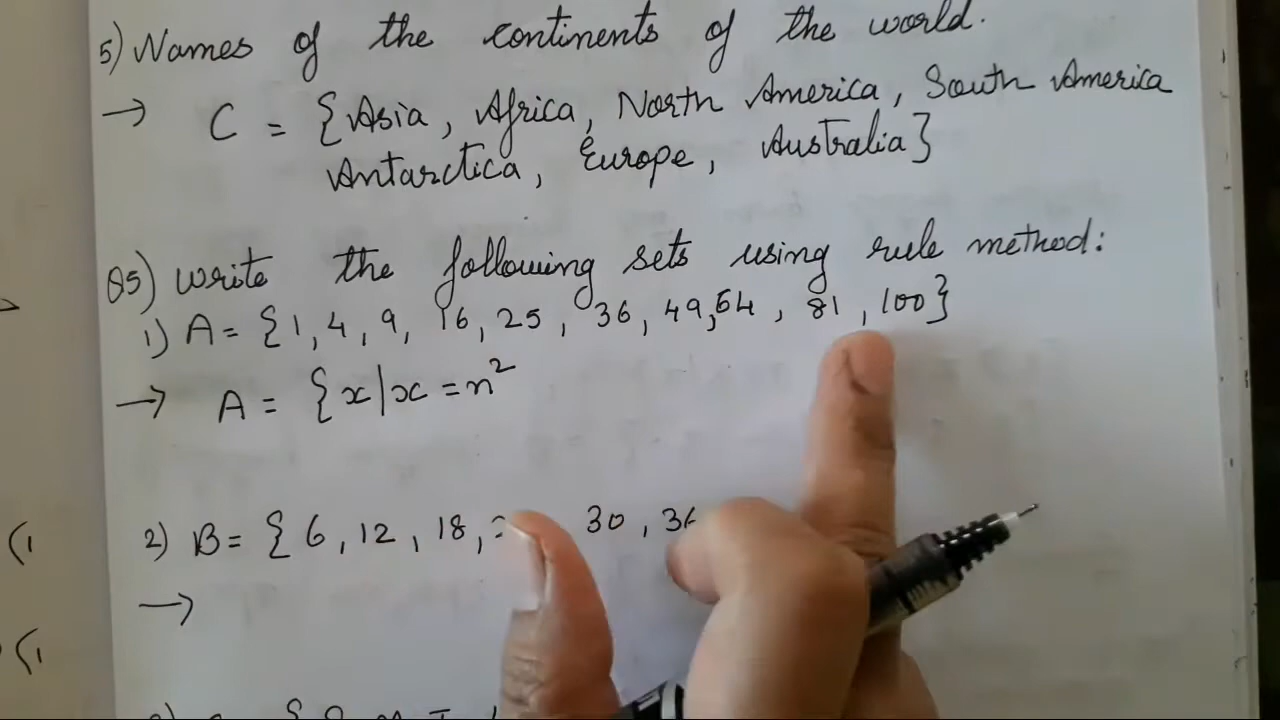 5) Names of the continents of the world.
→ C = {Asia, Africa, North America, South America
Antarctica, Europe, Australia}
Q5) Write the following sets using rule method:
1) A = {1, 4, 9, 16, 25, 36, 49, 64, 81, 100}
→ A = {x|x = n²
2) B = { 6, 12, 18, 30, 36
→